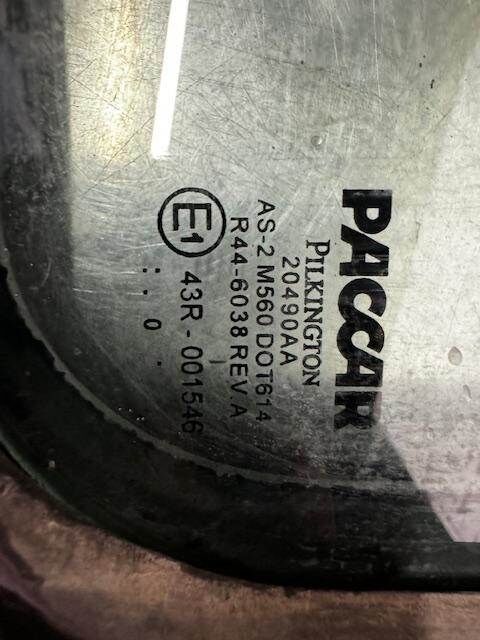 PACCAR
PILKINGTON
20490AA
AS-2 M560 DOT614
R44-6038 REV.A
E1 43R - 001546
: . 0 .